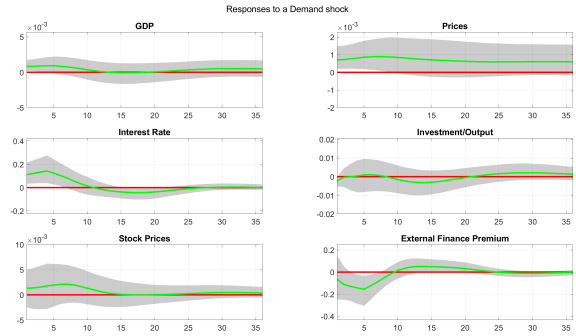 Responses to a Demand shock
GDP
×10⁻³
5
0
-5
5 10 15 20 25 30 35
Prices
×10⁻³
2
1
0
-1
-2
5 10 15 20 25 30 35
Interest Rate
0.4
0.2
0
-0.2
5 10 15 20 25 30 35
Investment/Output
0.02
0.01
0
-0.01
-0.02
5 10 15 20 25 30 35
Stock Prices
×10⁻³
10
5
0
-5
5 10 15 20 25 30 35
External Finance Premium
0.2
0
-0.2
-0.4
5 10 15 20 25 30 35